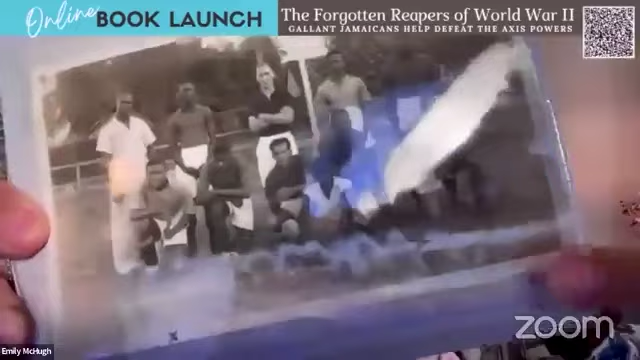 Online BOOK LAUNCH
The Forgotten Reapers of World War II
GALLANT JAMAICANS HELP DEFEAT THE AXIS POWERS
Emily McHugh
zoom